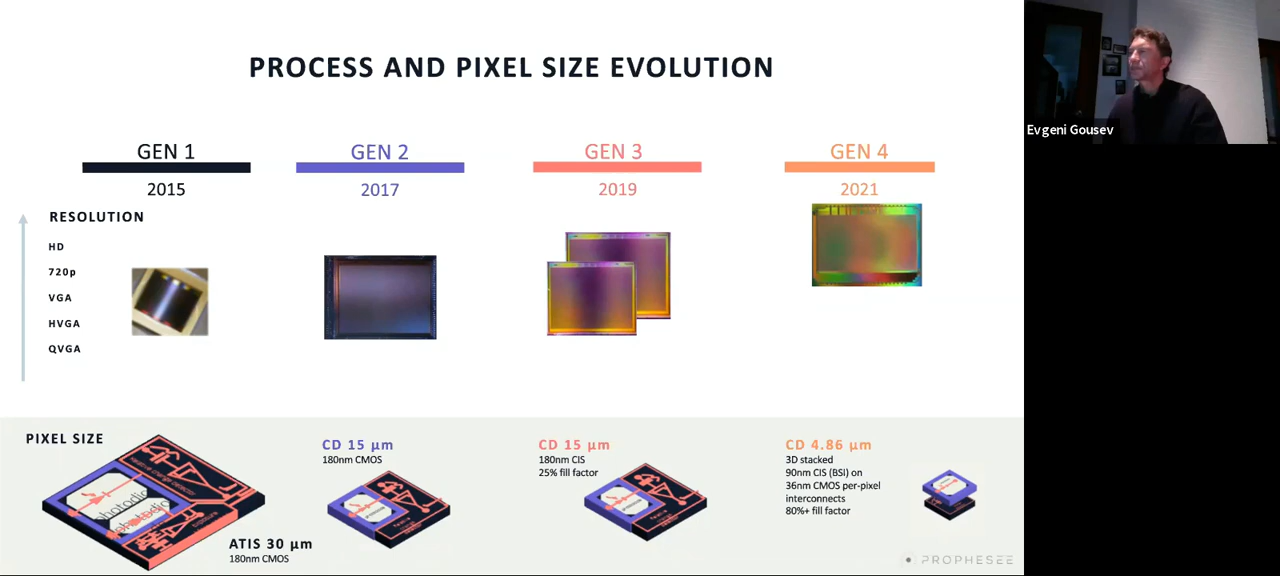 PROCESS AND PIXEL SIZE EVOLUTION
GEN 1
GEN 2
GEN 3
GEN 4
2015
2017
2019
2021
RESOLUTION
HD
720p
VGA
HVGA
QVGA
PIXEL SIZE
ATIS 30 µm
180nm CMOS
CD 15 µm
180nm CMOS
CD 15 µm
180nm CIS
25% fill factor
CD 4.86 µm
3D stacked
90nm CIS (BSI) on
36nm CMOS per-pixel
interconnects
80%+ fill factor
PROPHESEE
Evgeni Gousev